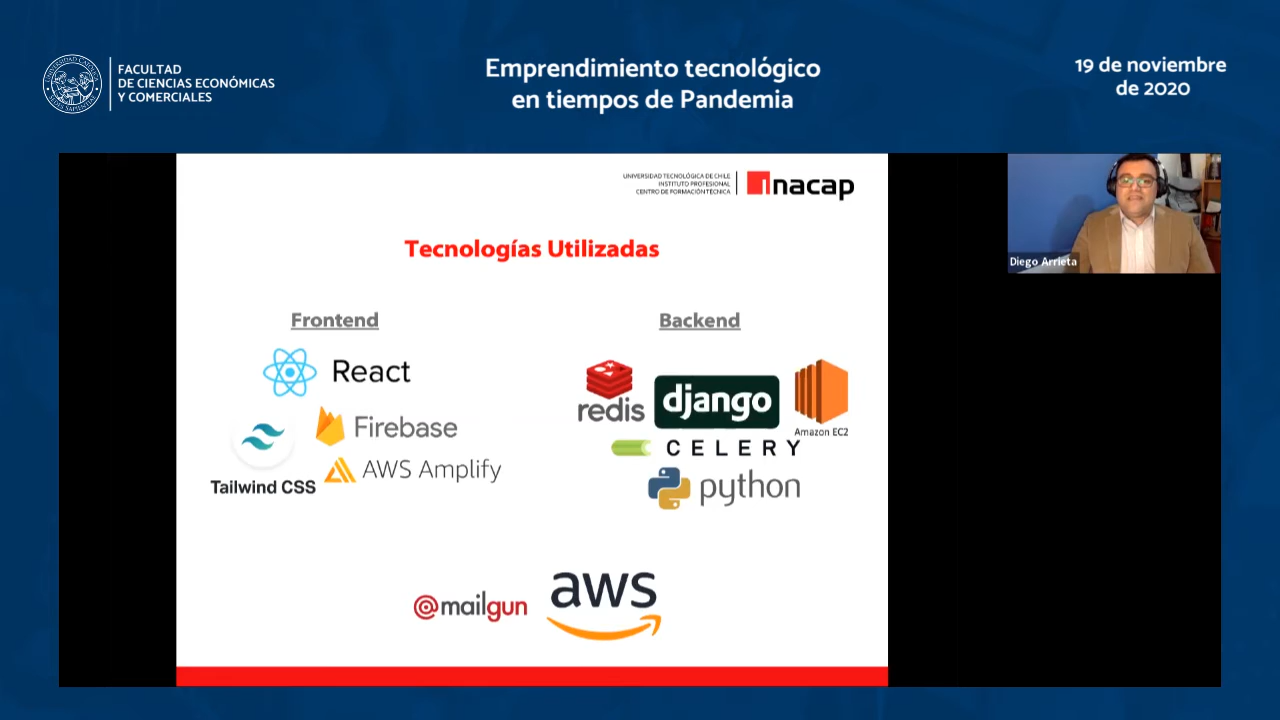 FACULTAD
DE CIENCIAS ECONÓMICAS
Y COMERCIALES
Emprendimiento tecnológico
en tiempos de Pandemia
19 de noviembre
de 2020
UNIVERSIDAD TECNOLÓGICA DE CHILE
INSTITUTO PROFESIONAL
CENTRO DE FORMACIÓN TÉCNICA
inacap
Tecnologías Utilizadas
Frontend
React
Firebase
AWS Amplify
Tailwind CSS
Backend
redis
django
Amazon EC2
CELERY
python
@mailgun
aws
Diego Arrieta